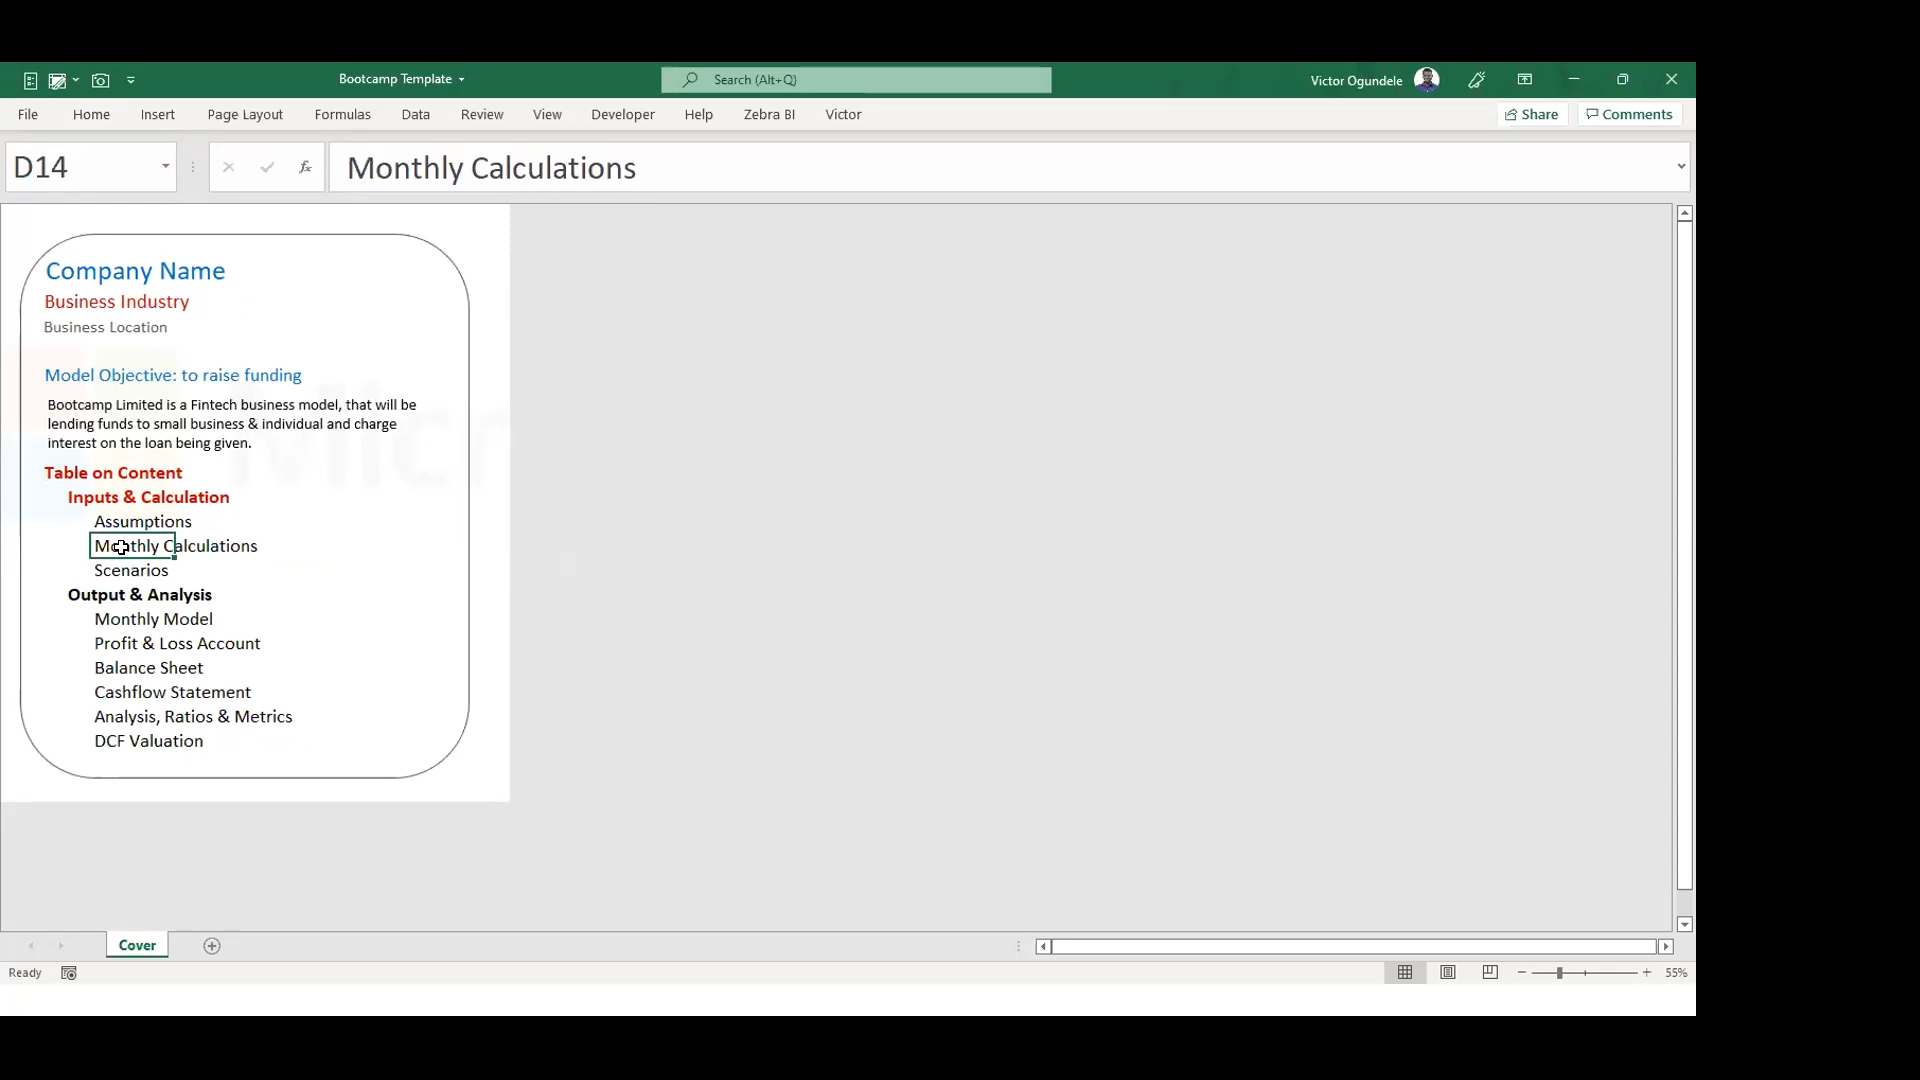 Bootcamp Template
Search (Alt+Q)
Victor Ogundele
File Home Insert Page Layout Formulas Data Review View Developer Help Zebra BI Victor Share Comments
D14 fx Monthly Calculations
Company Name
Business Industry
Business Location
Model Objective: to raise funding
Bootcamp Limited is a Fintech business model, that will be
lending funds to small business & individual and charge
interest on the loan being given.
Table on Content
Inputs & Calculation
Assumptions
Monthly Calculations
Scenarios
Output & Analysis
Monthly Model
Profit & Loss Account
Balance Sheet
Cashflow Statement
Analysis, Ratios & Metrics
DCF Valuation
Cover
Ready
55%